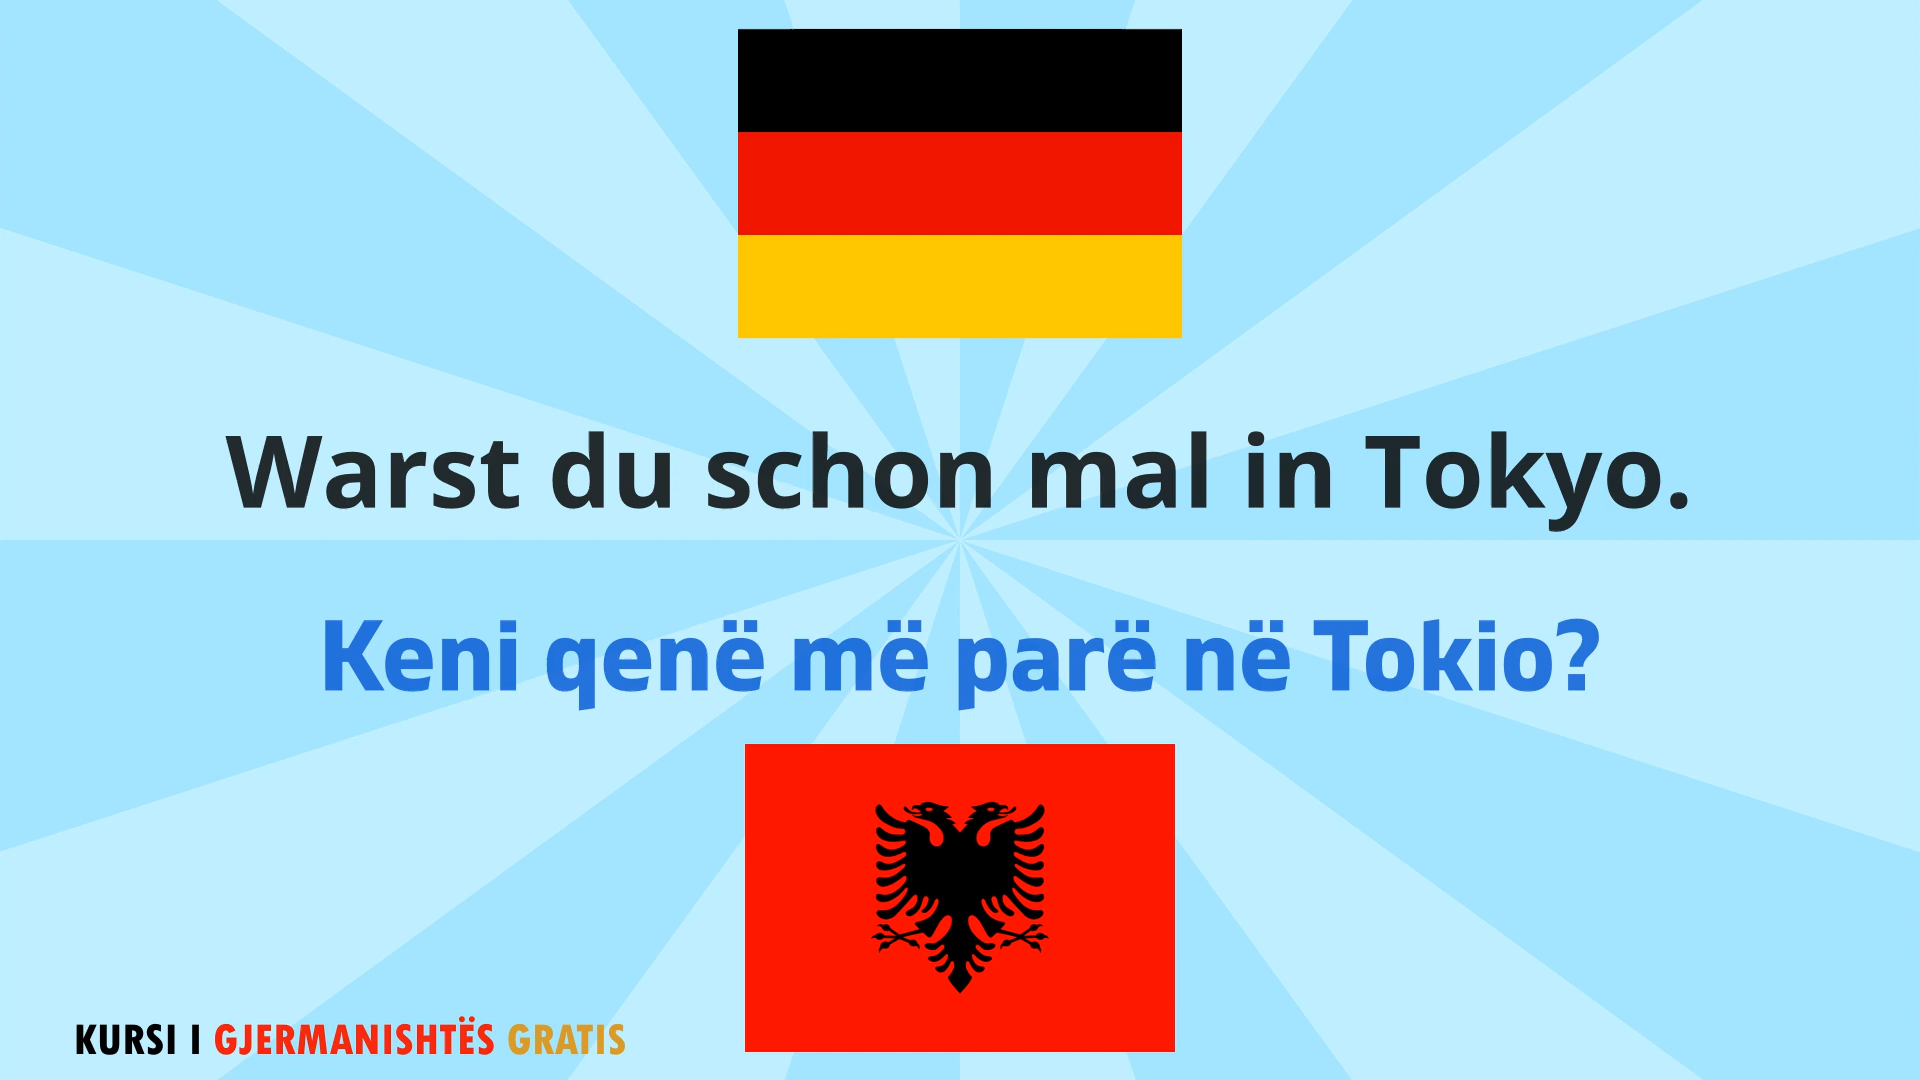 Warst du schon mal in Tokyo.
Keni qenë më parë në Tokio?
KURSI I GJERMANISHTËS GRATIS